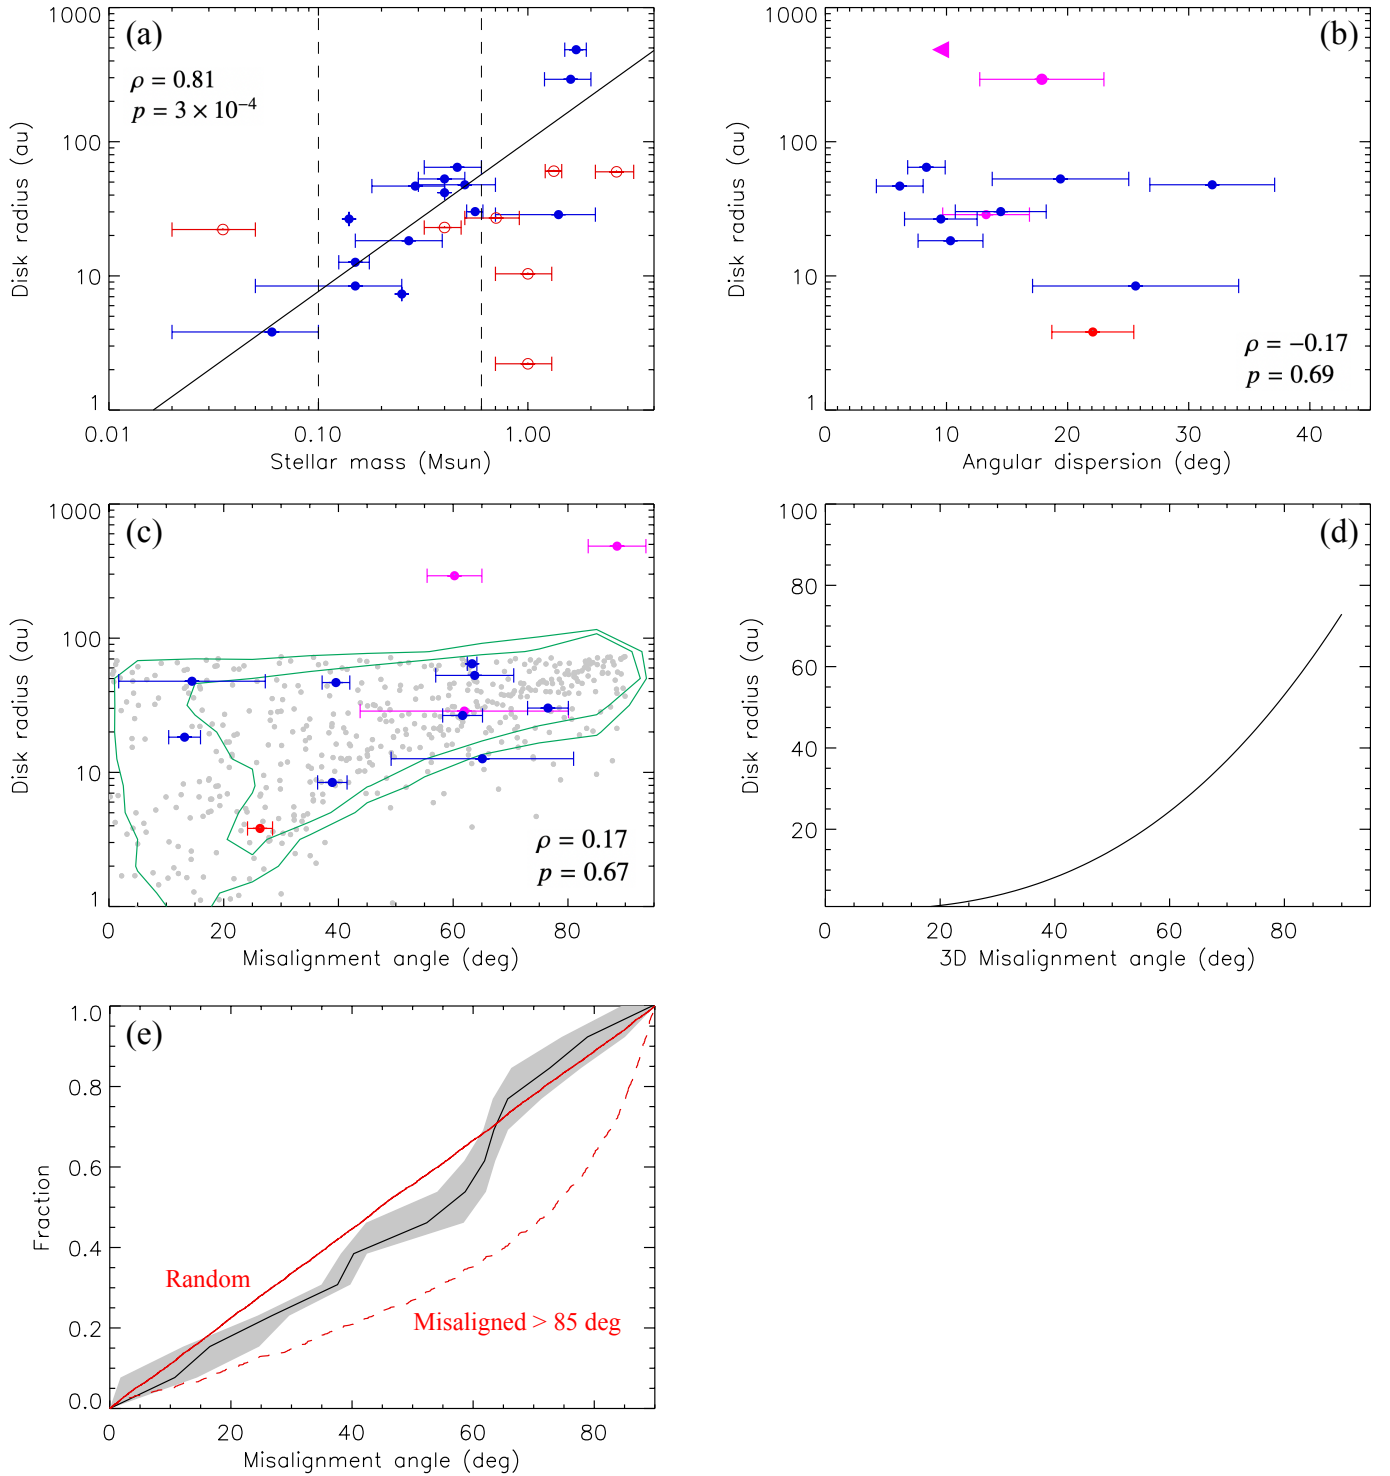 (a)
ρ = 0.81
p = 3 × 10⁻⁴
1000
100
10
1
Disk radius (au)
0.01
0.10
1.00
Stellar mass (Msun)
(b)
1000
100
10
1
Disk radius (au)
ρ = −0.17
p = 0.69
0
10
20
30
40
Angular dispersion (deg)
(c)
1000
100
10
1
Disk radius (au)
ρ = 0.17
p = 0.67
0
20
40
60
80
Misalignment angle (deg)
(d)
100
80
60
40
20
Disk radius (au)
0
20
40
60
80
3D Misalignment angle (deg)
(e)
1.0
0.8
0.6
0.4
0.2
0.0
Fraction
Random
Misaligned > 85 deg
0
20
40
60
80
Misalignment angle (deg)